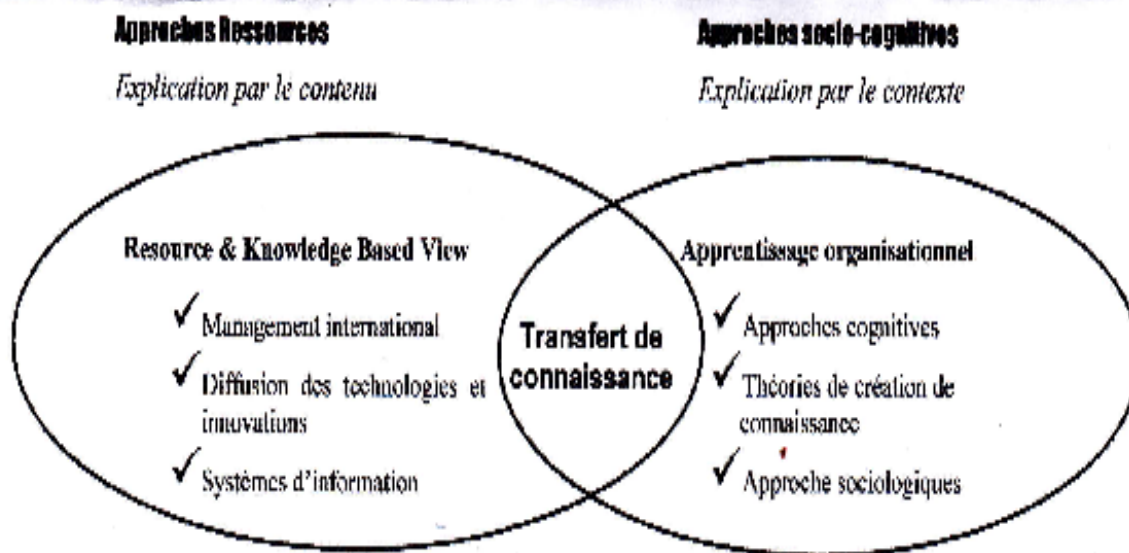 Approches Ressources
Explication par le contenu
Approches socio-cognitives
Explication par le contexte
Resource & Knowledge Based View
✓ Management international
✓ Diffusion des technologies et
innovations
✓ Systèmes d'information
Transfert de
connaissance
Apprentissage organisationnel
✓ Approches cognitives
✓ Théories de création de
connaissance
✓ Approche sociologiques